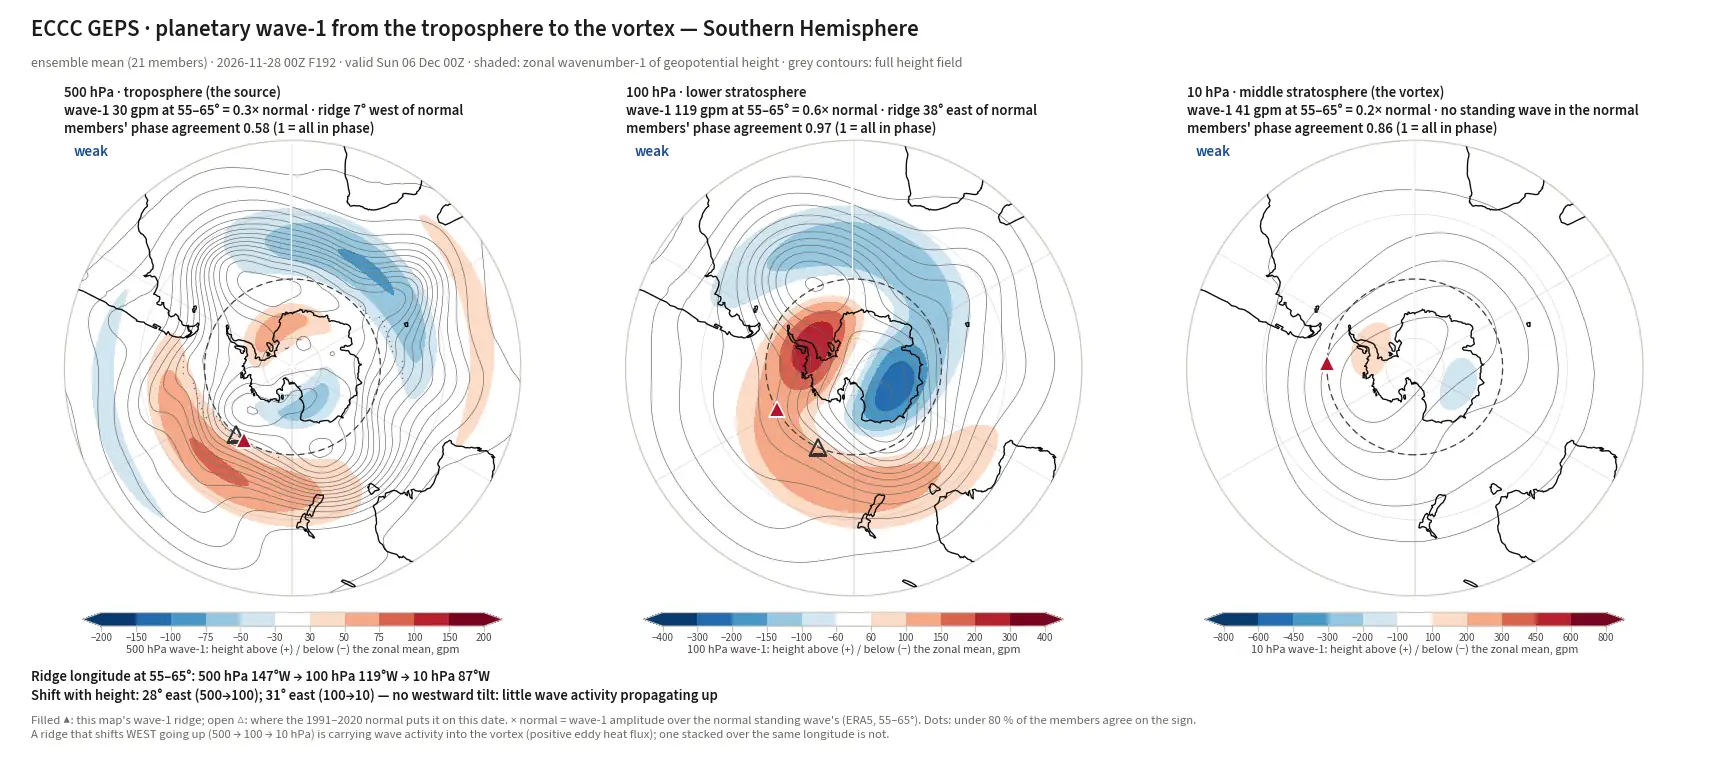 ECCC GEPS · planetary wave-1 from the troposphere to the vortex — Southern Hemisphere
ensemble mean (21 members) · 2026-11-28 00Z F192 · valid Sun 06 Dec 00Z · shaded: zonal wavenumber-1 of geopotential height · grey contours: full height field
500 hPa · troposphere (the source)
wave-1 30 gpm at 55–65° = 0.3× normal · ridge 7° west of normal
members' phase agreement 0.58 (1 = all in phase)
weak
100 hPa · lower stratosphere
wave-1 119 gpm at 55–65° = 0.6× normal · ridge 38° east of normal
members' phase agreement 0.97 (1 = all in phase)
weak
10 hPa · middle stratosphere (the vortex)
wave-1 41 gpm at 55–65° = 0.2× normal · no standing wave in the normal
members' phase agreement 0.86 (1 = all in phase)
weak
−200 −150 −100 −75 −50 −30 30 50 75 100 150 200
500 hPa wave-1: height above (+) / below (−) the zonal mean, gpm
−400 −300 −200 −150 −100 −60 60 100 150 200 300 400
100 hPa wave-1: height above (+) / below (−) the zonal mean, gpm
−800 −600 −450 −300 −200 −100 100 200 300 450 600 800
10 hPa wave-1: height above (+) / below (−) the zonal mean, gpm
Ridge longitude at 55–65°: 500 hPa 147°W → 100 hPa 119°W → 10 hPa 87°W
Shift with height: 28° east (500→100); 31° east (100→10) — no westward tilt: little wave activity propagating up
Filled ▲: this map's wave-1 ridge; open △: where the 1991–2020 normal puts it on this date. × normal = wave-1 amplitude over the normal standing wave's (ERA5, 55–65°). Dots: under 80 % of the members agree on the sign.
A ridge that shifts WEST going up (500 → 100 → 10 hPa) is carrying wave activity into the vortex (positive eddy heat flux); one stacked over the same longitude is not.